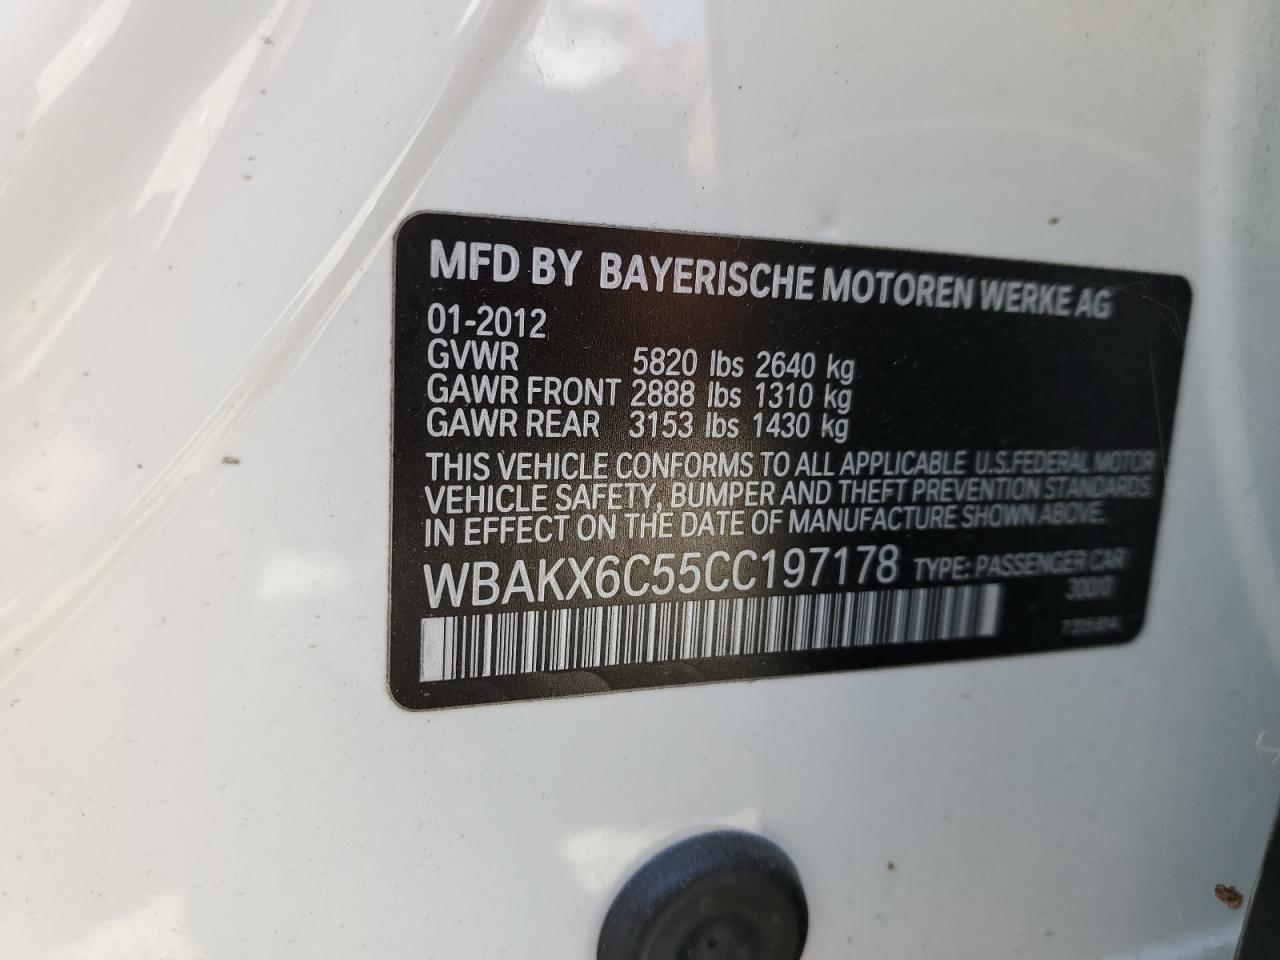 MFD BY BAYERISCHE MOTOREN WERKE AG
01-2012
GVWR 5820 lbs 2640 kg
GAWR FRONT 2888 lbs 1310 kg
GAWR REAR 3153 lbs 1430 kg
THIS VEHICLE CONFORMS TO ALL APPLICABLE U.S.FEDERAL MOTOR
VEHICLE SAFETY, BUMPER AND THEFT PREVENTION STANDARDS
IN EFFECT ON THE DATE OF MANUFACTURE SHOWN ABOVE.
WBAKX6C55CC197178 TYPE: PASSENGER CAR